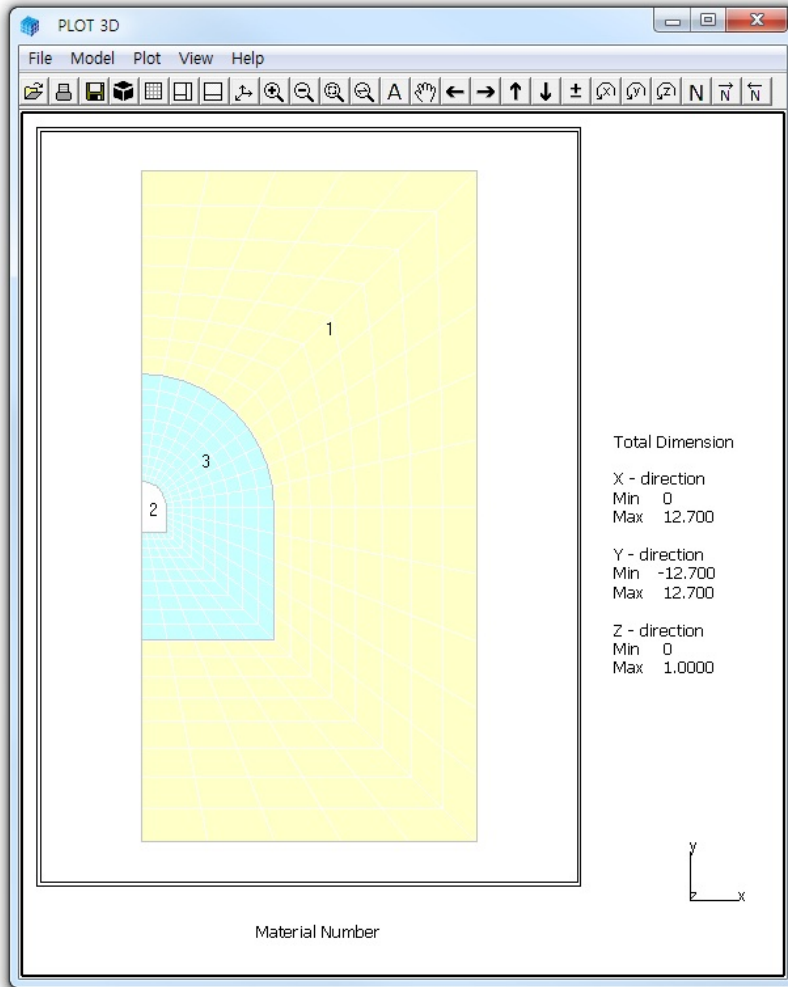 PLOT 3D
File Model Plot View Help
A X Y Z N N N
1
3
2
Total Dimension
X - direction
Min 0
Max 12.700
Y - direction
Min -12.700
Max 12.700
Z - direction
Min 0
Max 1.0000
y
z x
Material Number